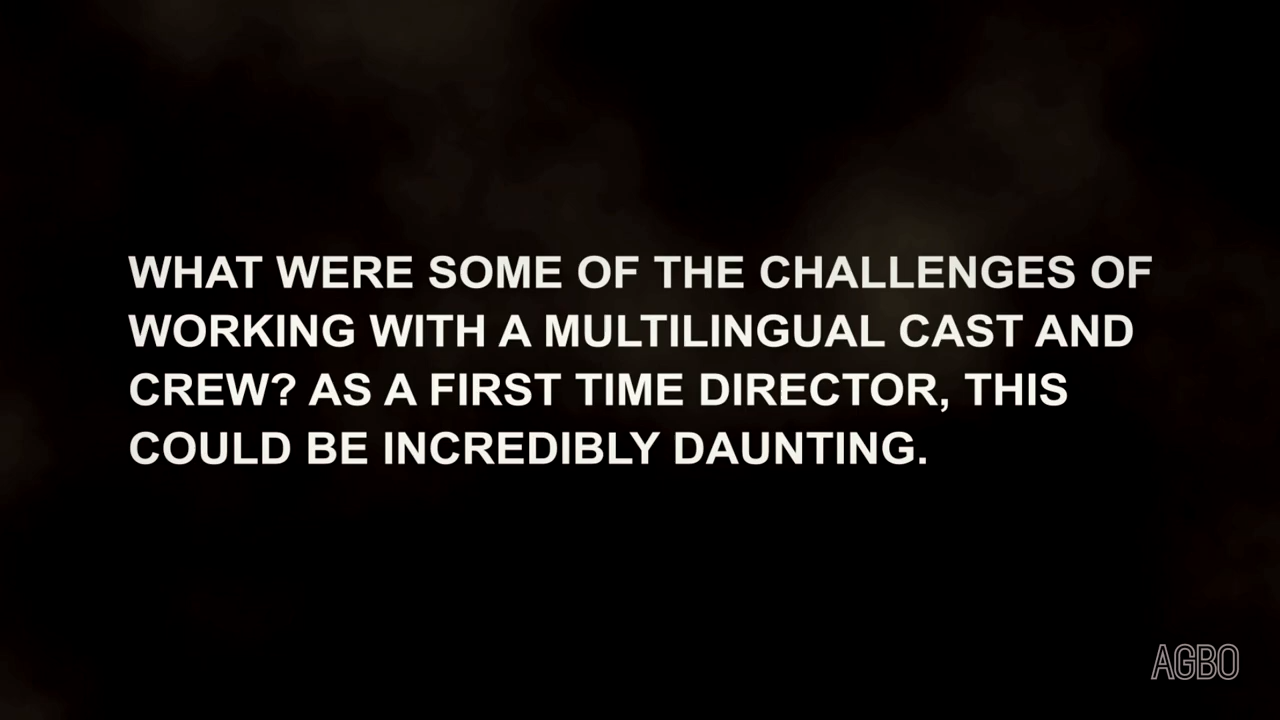 WHAT WERE SOME OF THE CHALLENGES OF
WORKING WITH A MULTILINGUAL CAST AND
CREW? AS A FIRST TIME DIRECTOR, THIS
COULD BE INCREDIBLY DAUNTING.
AGBO